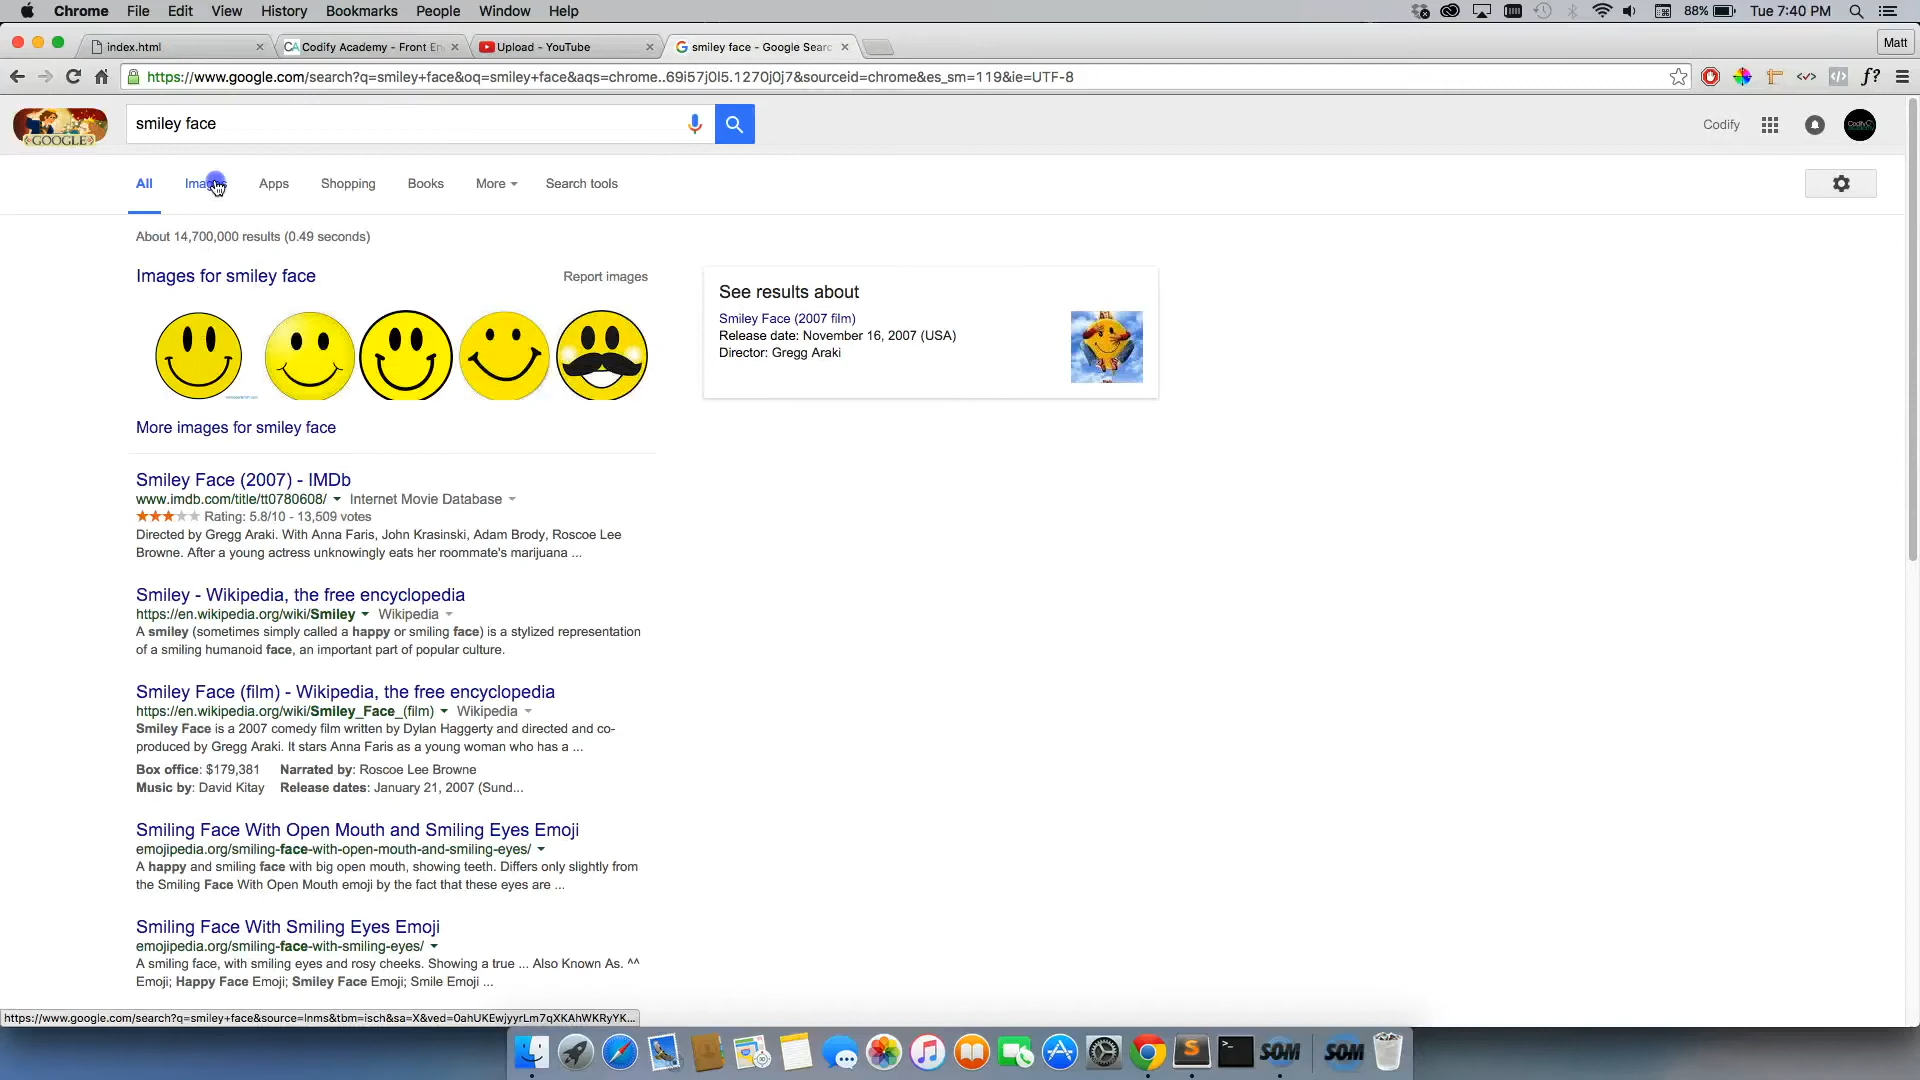 Chrome File Edit View History Bookmarks People Window Help 88% Tue 7:40 PM
index.html Codify Academy - Front En Upload - YouTube smiley face - Google Searc Matt
https://www.google.com/search?q=smiley+face&oq=smiley+face&aqs=chrome..69i57j0l5.1270j0j7&sourceid=chrome&es_sm=119&ie=UTF-8 f?
GOOGLE smiley face Codify
All Images Apps Shopping Books More Search tools
About 14,700,000 results (0.49 seconds)
Images for smiley face Report images
More images for smiley face
See results about
Smiley Face (2007 film)
Release date: November 16, 2007 (USA)
Director: Gregg Araki
Smiley Face (2007) - IMDb
www.imdb.com/title/tt0780608/ Internet Movie Database
Rating: 5.8/10 - 13,509 votes
Directed by Gregg Araki. With Anna Faris, John Krasinski, Adam Brody, Roscoe Lee
Browne. After a young actress unknowingly eats her roommate's marijuana ...
Smiley - Wikipedia, the free encyclopedia
https://en.wikipedia.org/wiki/Smiley Wikipedia
A smiley (sometimes simply called a happy or smiling face) is a stylized representation
of a smiling humanoid face, an important part of popular culture.
Smiley Face (film) - Wikipedia, the free encyclopedia
https://en.wikipedia.org/wiki/Smiley_Face_(film) Wikipedia
Smiley Face is a 2007 comedy film written by Dylan Haggerty and directed and co-
produced by Gregg Araki. It stars Anna Faris as a young woman who has a ...
Box office: $179,381 Narrated by: Roscoe Lee Browne
Music by: David Kitay Release dates: January 21, 2007 (Sund...
Smiling Face With Open Mouth and Smiling Eyes Emoji
emojipedia.org/smiling-face-with-open-mouth-and-smiling-eyes/
A happy and smiling face with big open mouth, showing teeth. Differs only slightly from
the Smiling Face With Open Mouth emoji by the fact that these eyes are ...
Smiling Face With Smiling Eyes Emoji
emojipedia.org/smiling-face-with-smiling-eyes/
A smiling face, with smiling eyes and rosy cheeks. Showing a true ... Also Known As. ^^
Emoji; Happy Face Emoji; Smiley Face Emoji; Smile Emoji ...
https://www.google.com/search?q=smiley+face&source=lnms&tbm=isch&sa=X&ved=0ahUKEwjyyrLm7qXKAhWKRyYK...
SOM SOM